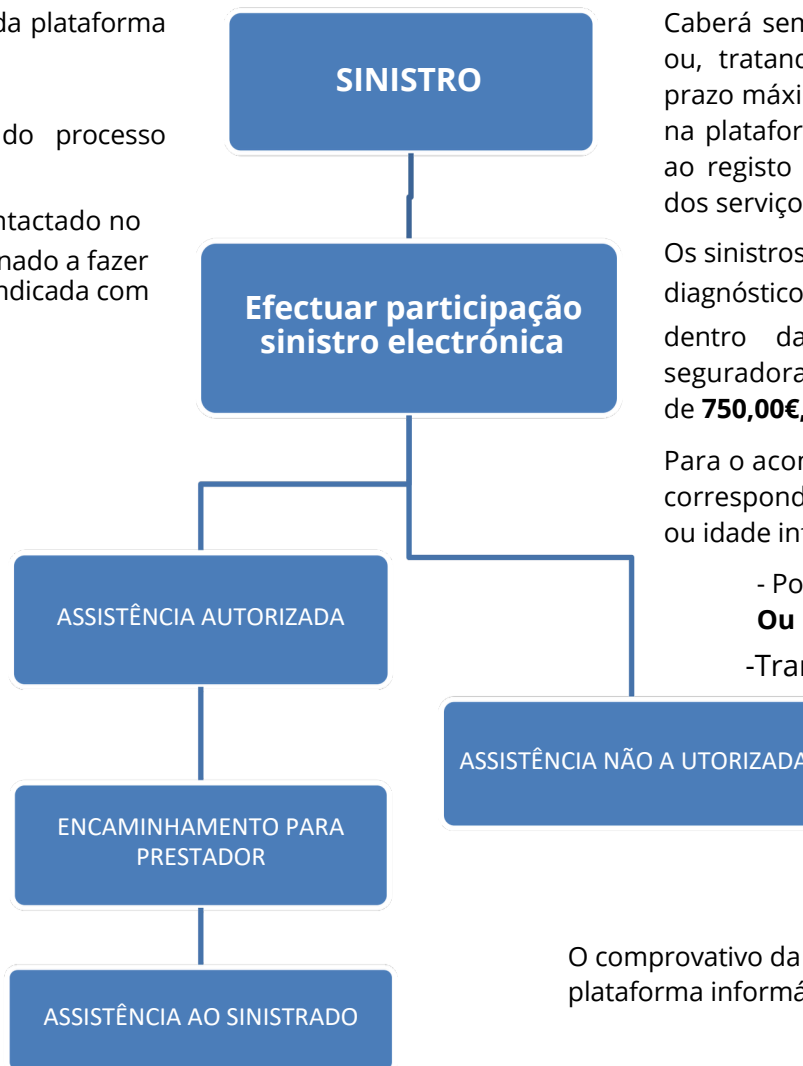 da plataforma
do processo
ntactado no
nado a fazer
ndicada com
SINISTRO
Efectuar participação
sinistro electrónica
ASSISTÊNCIA AUTORIZADA
ENCAMINHAMENTO PARA
PRESTADOR
ASSISTÊNCIA AO SINISTRADO
Caberá sem
ou, tratand
prazo máxi
na platafor
ao registo
dos serviço
Os sinistros
diagnóstico
dentro da
seguradora
de 750,00€,
Para o acon
correspond
ou idade inf
- Po
Ou
-Tran
ASSISTÊNCIA NÃO A UTORIZADA
O comprovativo da
plataforma informá